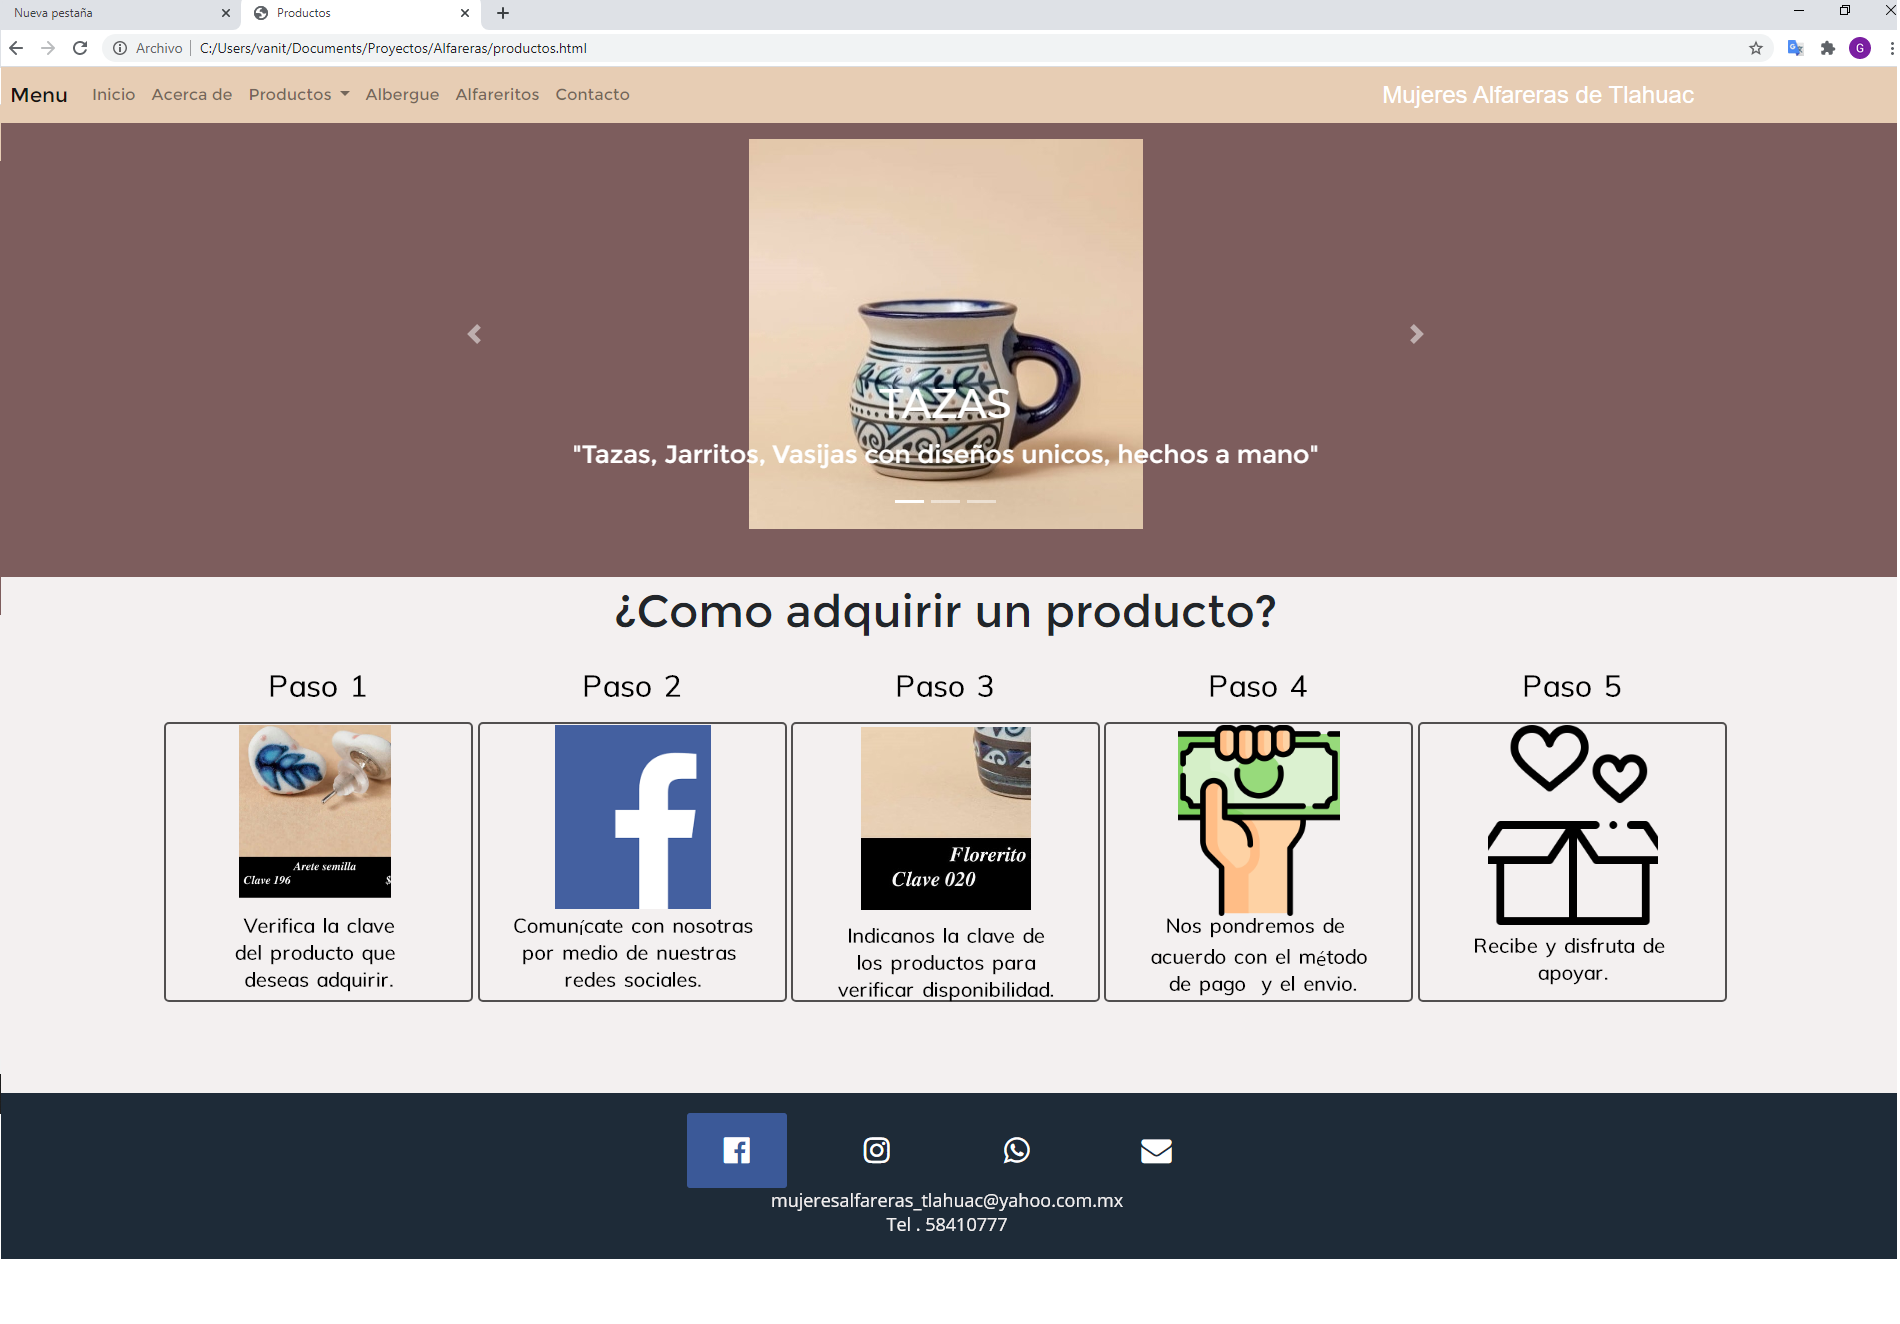 Nueva pestaña
Productos
Archivo
C:/Users/vanit/Documents/Proyectos/Alfareras/productos.html
G
Menu Inicio Acerca de Productos Albergue Alfareritos Contacto
Mujeres Alfareras de Tlahuac
TAZAS
"Tazas, Jarritos, Vasijas con diseños unicos, hechos a mano"
¿Como adquirir un producto?
Paso 1
Arete semilla
Clave 196 $
Verifica la clave
del producto que
deseas adquirir.
Paso 2
Comunícate con nosotras
por medio de nuestras
redes sociales.
Paso 3
Florerito
Clave 020
Indicanos la clave de
los productos para
verificar disponibilidad.
Paso 4
Nos pondremos de
acuerdo con el método
de pago y el envio.
Paso 5
Recibe y disfruta de
apoyar.
mujeresalfareras_tlahuac@yahoo.com.mx
Tel . 58410777